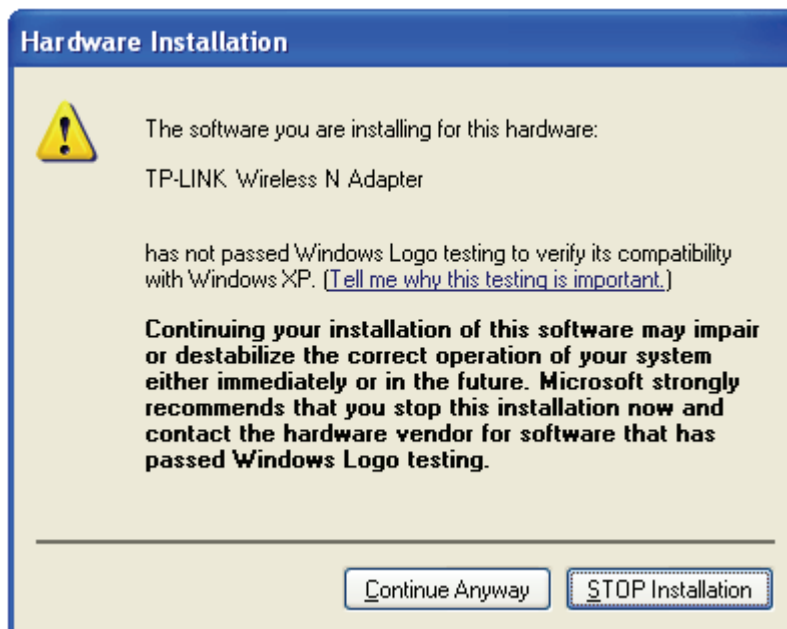 Hardware Installation
The software you are installing for this hardware:
TP-LINK Wireless N Adapter
has not passed Windows Logo testing to verify its compatibility
with Windows XP. (Tell me why this testing is important.)
Continuing your installation of this software may impair
or destabilize the correct operation of your system
either immediately or in the future. Microsoft strongly
recommends that you stop this installation now and
contact the hardware vendor for software that has
passed Windows Logo testing.
Continue Anyway
STOP Installation